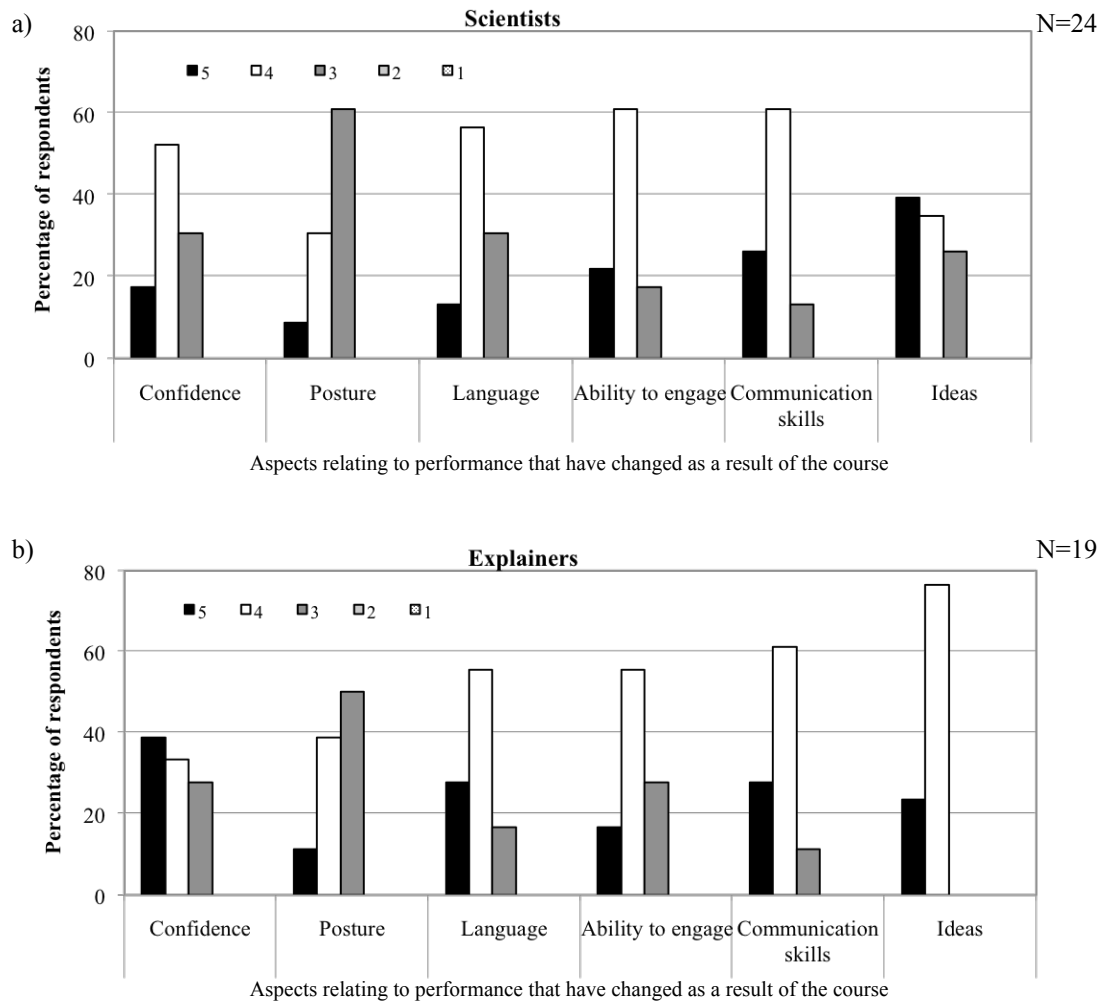 a)
Scientists
N=24
80
60
40
20
0
Percentage of respondents
5 4 3 2 1
Confidence Posture Language Ability to engage Communication skills Ideas
Aspects relating to performance that have changed as a result of the course
b)
Explainers
N=19
80
60
40
20
0
Percentage of respondents
5 4 3 2 1
Confidence Posture Language Ability to engage Communication skills Ideas
Aspects relating to performance that have changed as a result of the course